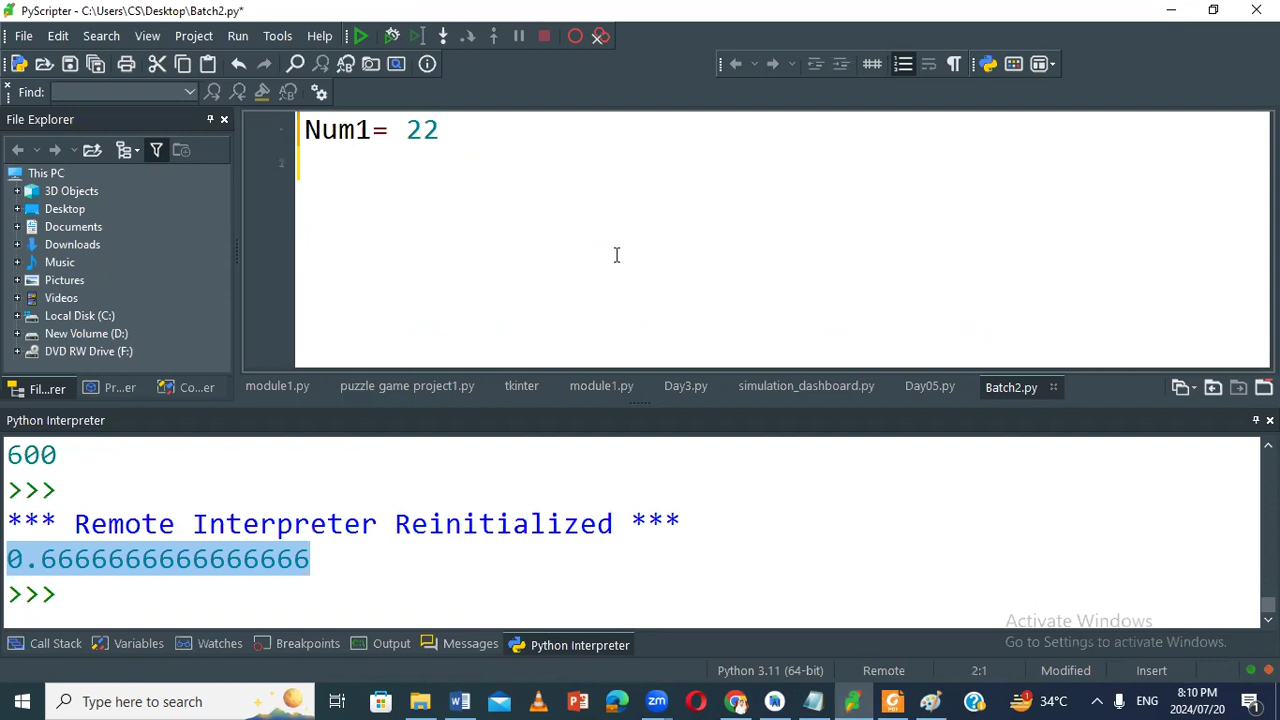 PyScripter - C:\Users\CS\Desktop\Batch2.py*
File Edit Search View Project Run Tools Help
Find:
File Explorer
This PC
3D Objects
Desktop
Documents
Downloads
Music
Pictures
Videos
Local Disk (C:)
New Volume (D:)
DVD RW Drive (F:)
Fil...rer Pr...er Co...er
Num1= 22
2
module1.py puzzle game project1.py tkinter module1.py Day3.py simulation_dashboard.py Day05.py Batch2.py
Python Interpreter
600
>>>
*** Remote Interpreter Reinitialized ***
0.6666666666666666
>>>
Activate Windows
Go to Settings to activate Windows.
Call Stack Variables Watches Breakpoints Output Messages Python Interpreter
Python 3.11 (64-bit) Remote 2:1 Modified Insert
Type here to search
zm
34°C
ENG
8:10 PM
2024/07/20
1